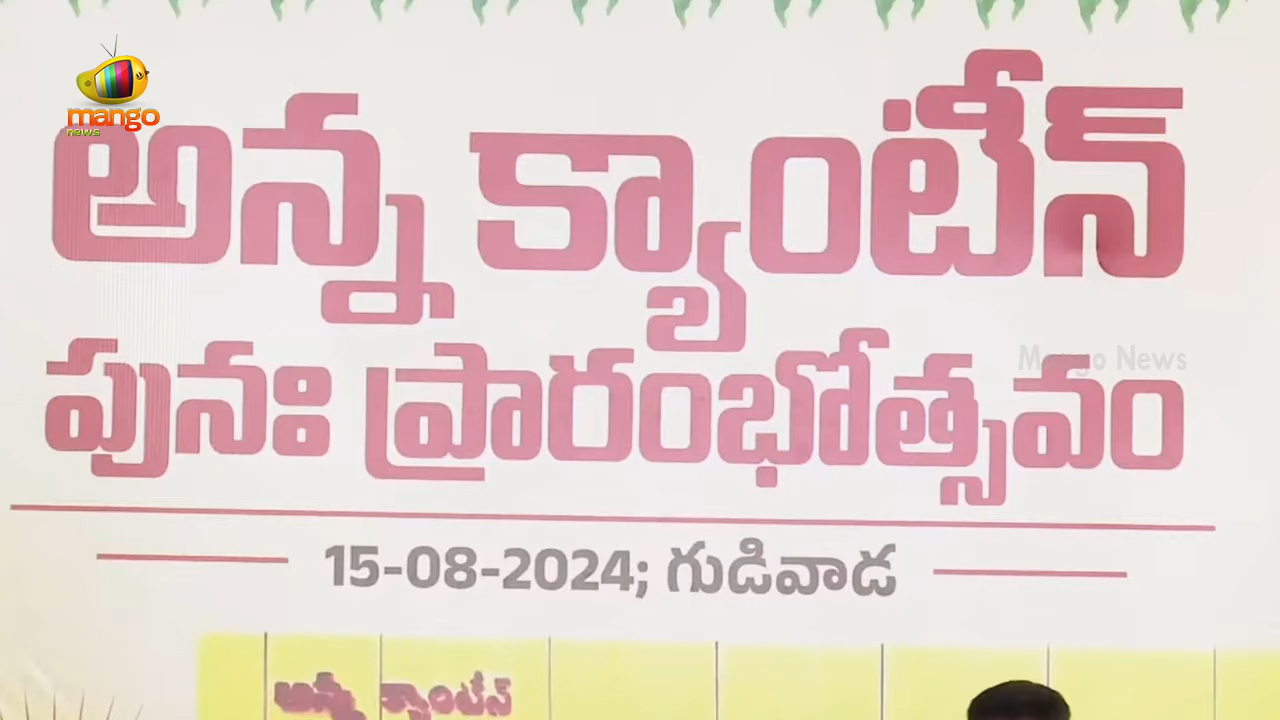 mango
news
అన్న క్యాంటీన్
పునః ప్రారంభోత్సవం
Mango News
15-08-2024; గుడివాడ
అన్న క్యాంటీన్